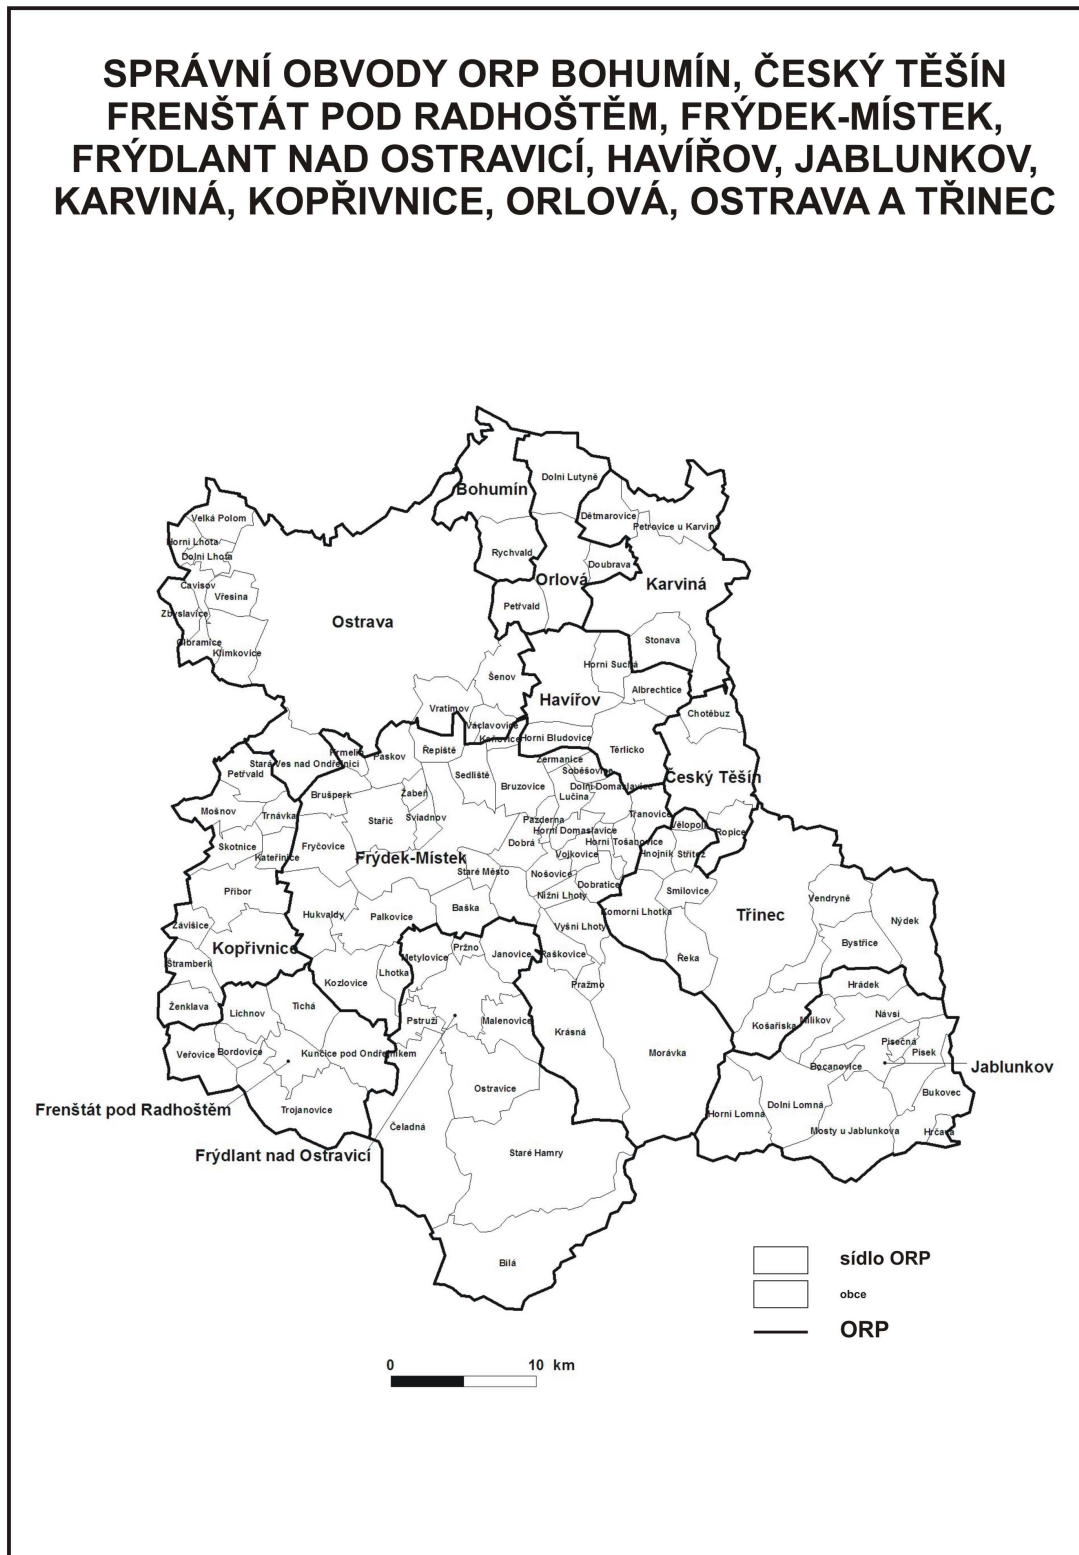 SPRÁVNÍ OBVODY ORP BOHUMÍN, ČESKÝ TĚŠÍN
FRENŠTÁT POD RADHOŠTĚM, FRÝDEK-MÍSTEK,
FRÝDLANT NAD OSTRAVICÍ, HAVÍŘOV, JABLUNKOV,
KARVINÁ, KOPŘIVNICE, ORLOVÁ, OSTRAVA A TŘINEC
Dolní Lutyně
Bohumín
Velká Polom
Dětmarovice
Petrovice u Karviné
Horní Lhota
Dolní Lhota
Rychvald
Doubrava
Orlová
Karviná
Čavisov
Vřesina
Zbyslavice
Petřvald
Ostrava
Olbramice
Klimkovice
Stonava
Horní Suchá
Šenov
Albrechtice
Havířov
Vratimov
Chotěbuz
Václavovice
Kaňovice
Horní Bludovice
Řepiště
Těrlicko
Krmelín
Paskov
Žermanice
Stará Ves nad Ondřejnicí
Petřvald
Sedliště
Soběšovice
Český Těšín
Bruzovice
Dolní Domaslavice
Brušperk
Žabeň
Lučina
Mošnov
Trnávka
Staříč
Sviadnov
Pazderna
Tranovice
Vělopolí
Ropice
Horní Domaslavice
Skotnice
Fryčovice
Dobrá
Horní Tošanovice
Kateřinice
Frýdek-Místek
Vojkovice
Hnojník
Střítež
Staré Město
Nošovice
Dobratice
Příbor
Smilovice
Nižní Lhoty
Vendryně
Závišice
Hukvaldy
Palkovice
Baška
Komorní Lhotka
Třinec
Nýdek
Vyšní Lhoty
Kopřivnice
Pržno
Bystřice
Metylovice
Janovice
Raškovice
Řeka
Štramberk
Lhotka
Kozlovice
Pražmo
Hrádek
Ženklava
Lichnov
Tichá
Návsí
Pstruží
Malenovice
Košařiska
Milíkov
Krásná
Písečná
Veřovice
Bordovice
Kunčice pod Ondřejníkem
Morávka
Písek
Bocanovice
Jablunkov
Ostravice
Bukovec
Frenštát pod Radhoštěm
Trojanovice
Dolní Lomná
Horní Lomná
Čeladná
Mosty u Jablunkova
Hrčava
Frýdlant nad Ostravicí
Staré Hamry
Bílá
sídlo ORP
obce
ORP
0 10 km